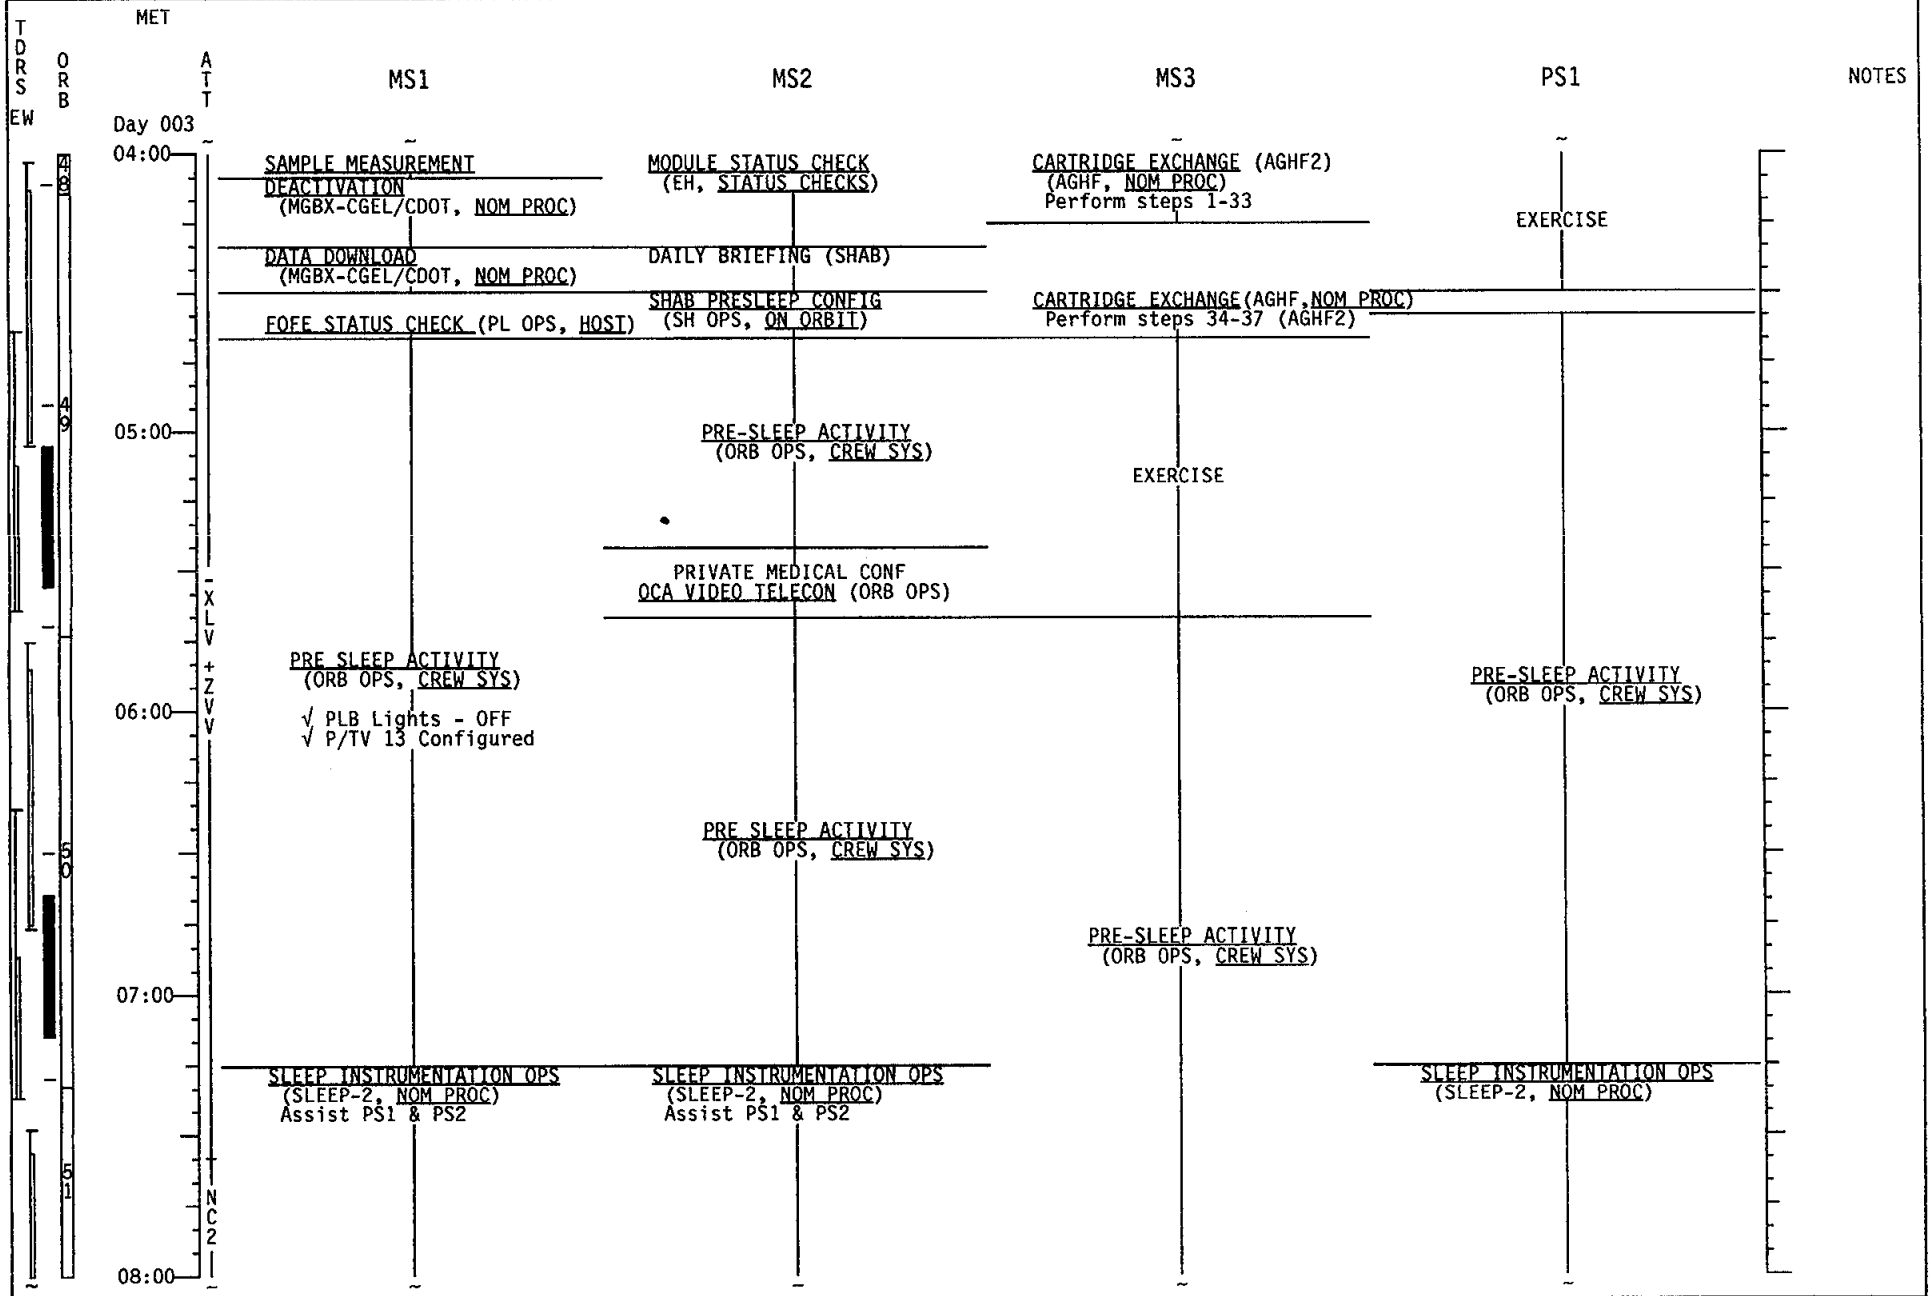 MET
TDRS
EW
ORB
ATT
MS1
MS2
MS3
PS1
NOTES
Day 003
04:00
05:00
06:00
07:00
08:00
48
49
50
51
-XLV +ZVV
NC2
SAMPLE MEASUREMENT
DEACTIVATION
(MGBX-CGEL/CDOT, NOM PROC)
DATA DOWNLOAD
(MGBX-CGEL/CDOT, NOM PROC)
FOFE STATUS CHECK (PL OPS, HOST)
PRE SLEEP ACTIVITY
(ORB OPS, CREW SYS)
√ PLB Lights - OFF
√ P/TV 13 Configured
SLEEP INSTRUMENTATION OPS
(SLEEP-2, NOM PROC)
Assist PS1 & PS2
MODULE STATUS CHECK
(EH, STATUS CHECKS)
DAILY BRIEFING (SHAB)
SHAB PRESLEEP CONFIG
(SH OPS, ON ORBIT)
PRE-SLEEP ACTIVITY
(ORB OPS, CREW SYS)
PRIVATE MEDICAL CONF
OCA VIDEO TELECON (ORB OPS)
PRE SLEEP ACTIVITY
(ORB OPS, CREW SYS)
SLEEP INSTRUMENTATION OPS
(SLEEP-2, NOM PROC)
Assist PS1 & PS2
CARTRIDGE EXCHANGE (AGHF2)
(AGHF, NOM PROC)
Perform steps 1-33
CARTRIDGE EXCHANGE(AGHF,NOM PROC)
Perform steps 34-37 (AGHF2)
EXERCISE
PRE-SLEEP ACTIVITY
(ORB OPS, CREW SYS)
EXERCISE
PRE-SLEEP ACTIVITY
(ORB OPS, CREW SYS)
SLEEP INSTRUMENTATION OPS
(SLEEP-2, NOM PROC)